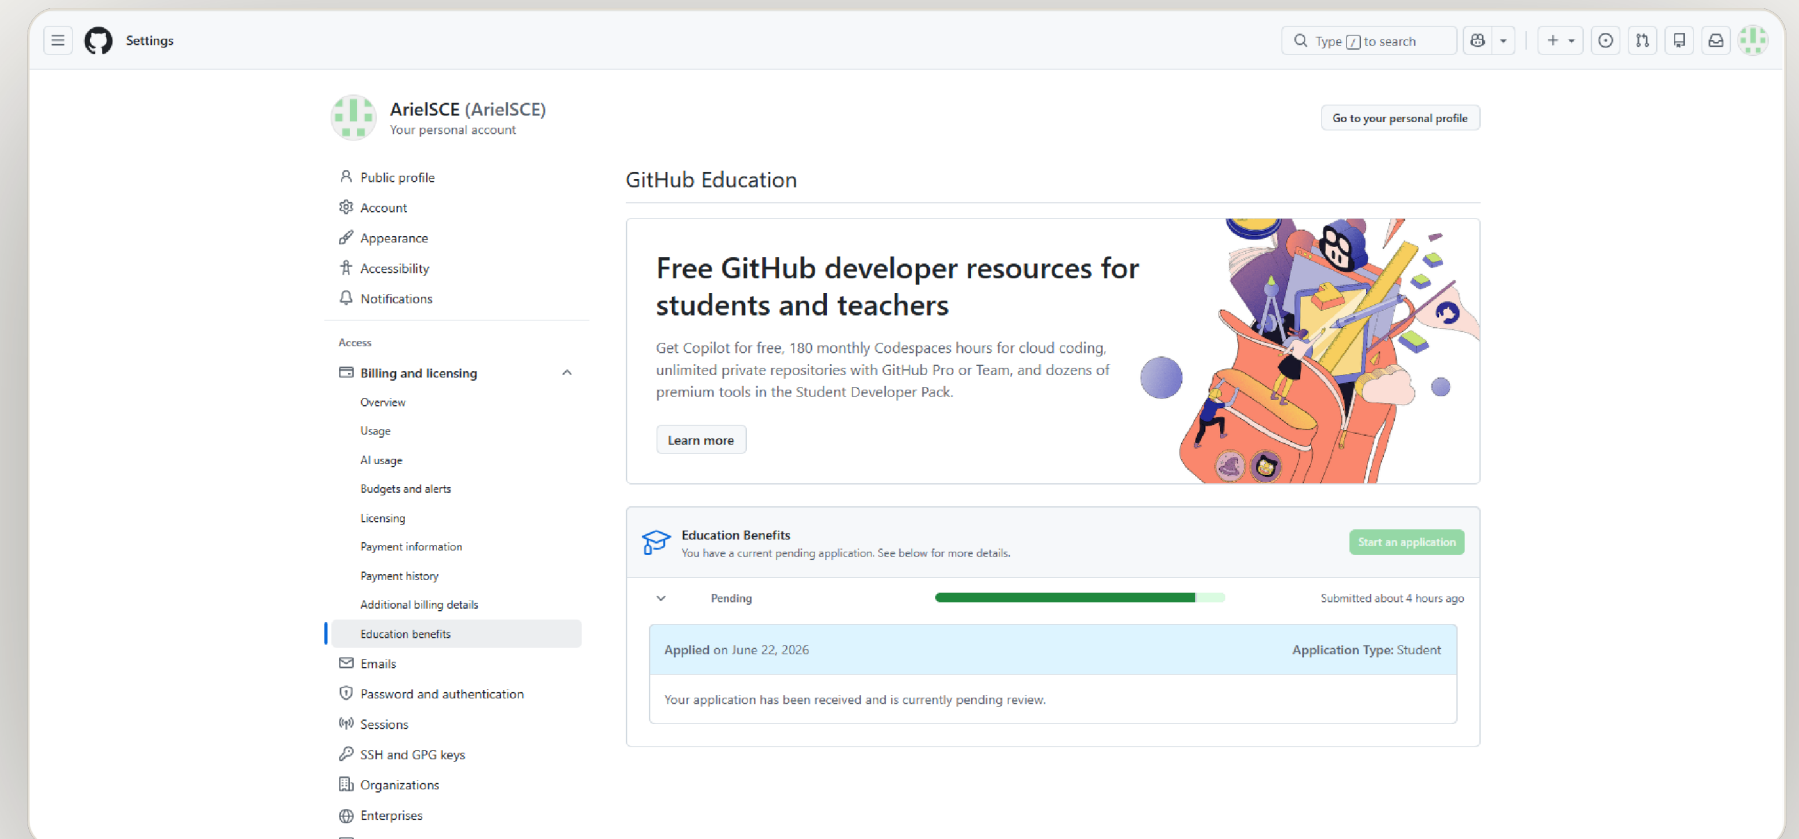 Settings
Type / to search
ArielSCE (ArielSCE)
Your personal account
Go to your personal profile
Public profile
Account
Appearance
Accessibility
Notifications
Access
Billing and licensing
Overview
Usage
AI usage
Budgets and alerts
Licensing
Payment information
Payment history
Additional billing details
Education benefits
Emails
Password and authentication
Sessions
SSH and GPG keys
Organizations
Enterprises
GitHub Education
Free GitHub developer resources for
students and teachers
Get Copilot for free, 180 monthly Codespaces hours for cloud coding,
unlimited private repositories with GitHub Pro or Team, and dozens of
premium tools in the Student Developer Pack.
Learn more
Education Benefits
You have a current pending application. See below for more details.
Start an application
Pending
Submitted about 4 hours ago
Applied on June 22, 2026
Application Type: Student
Your application has been received and is currently pending review.